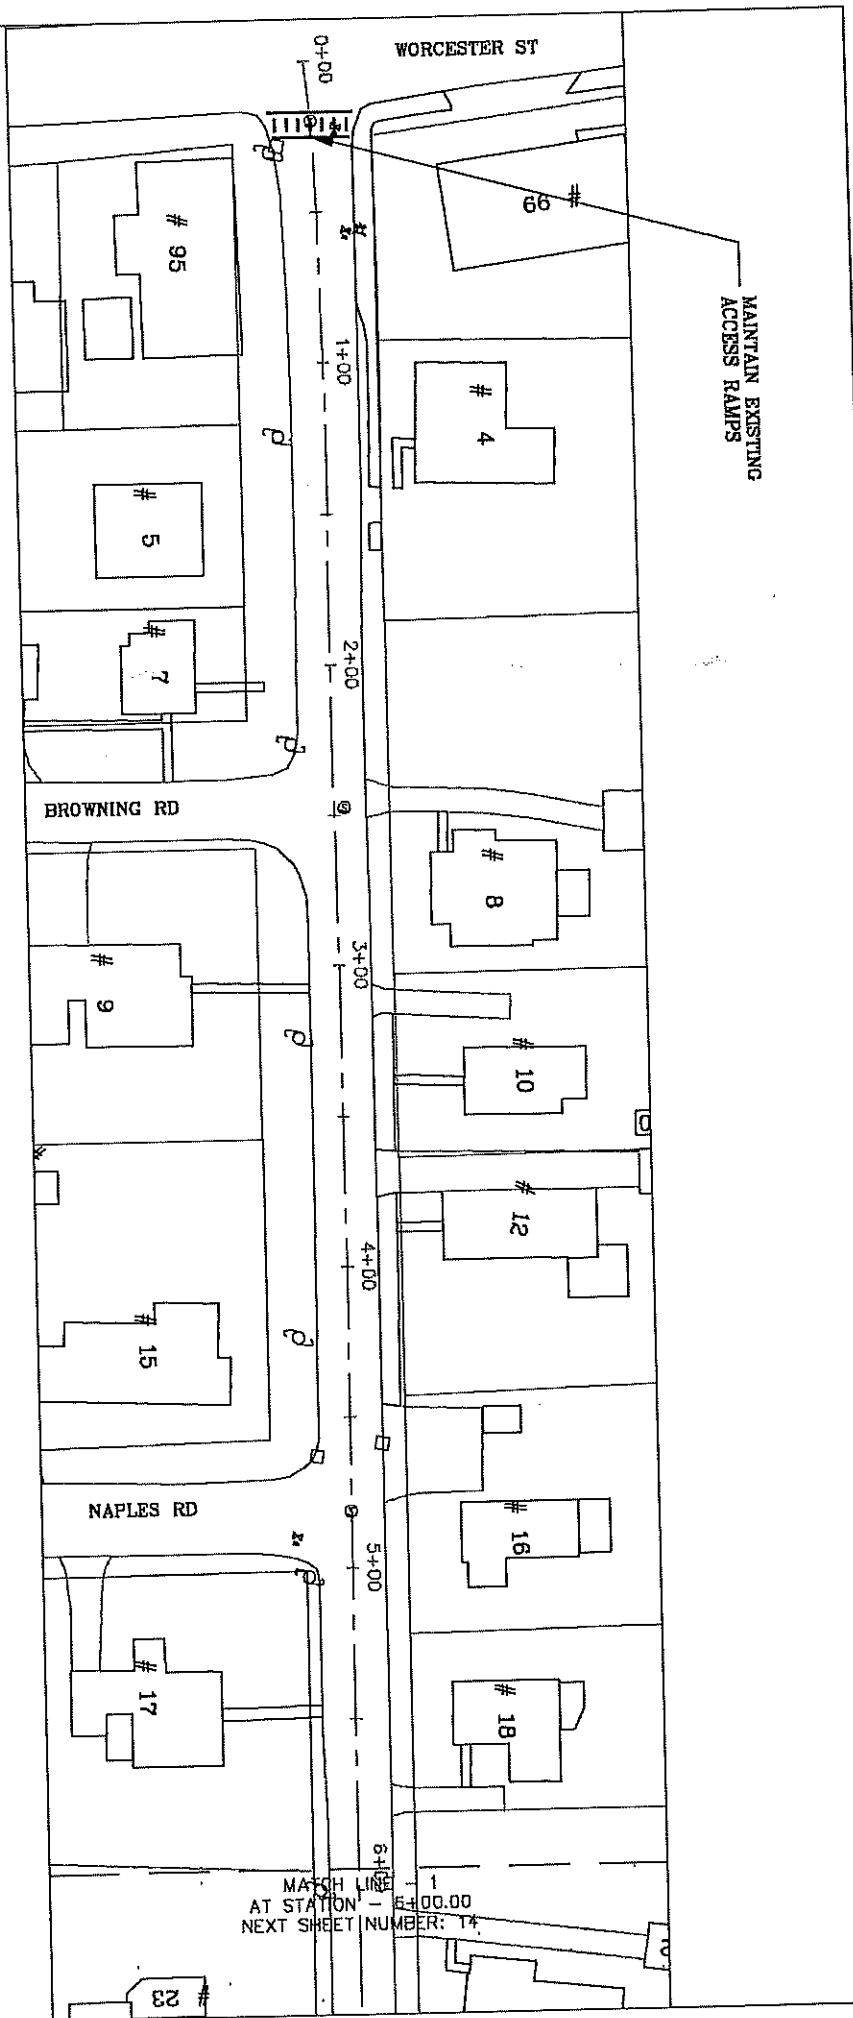 WORCESTER ST
0+00
# 99
# 95
MAINTAIN EXISTING
ACCESS RAMPS
1+00
# 4
# 5
2+00
# 7
BROWNING RD
# 8
3+00
# 9
# 10
# 12
4+00
# 15
NAPLES RD
# 16
5+00
# 17
# 18
6+00
MATCH LINE - 1
AT STATION - 6+00.00
NEXT SHEET NUMBER: T4
# 23